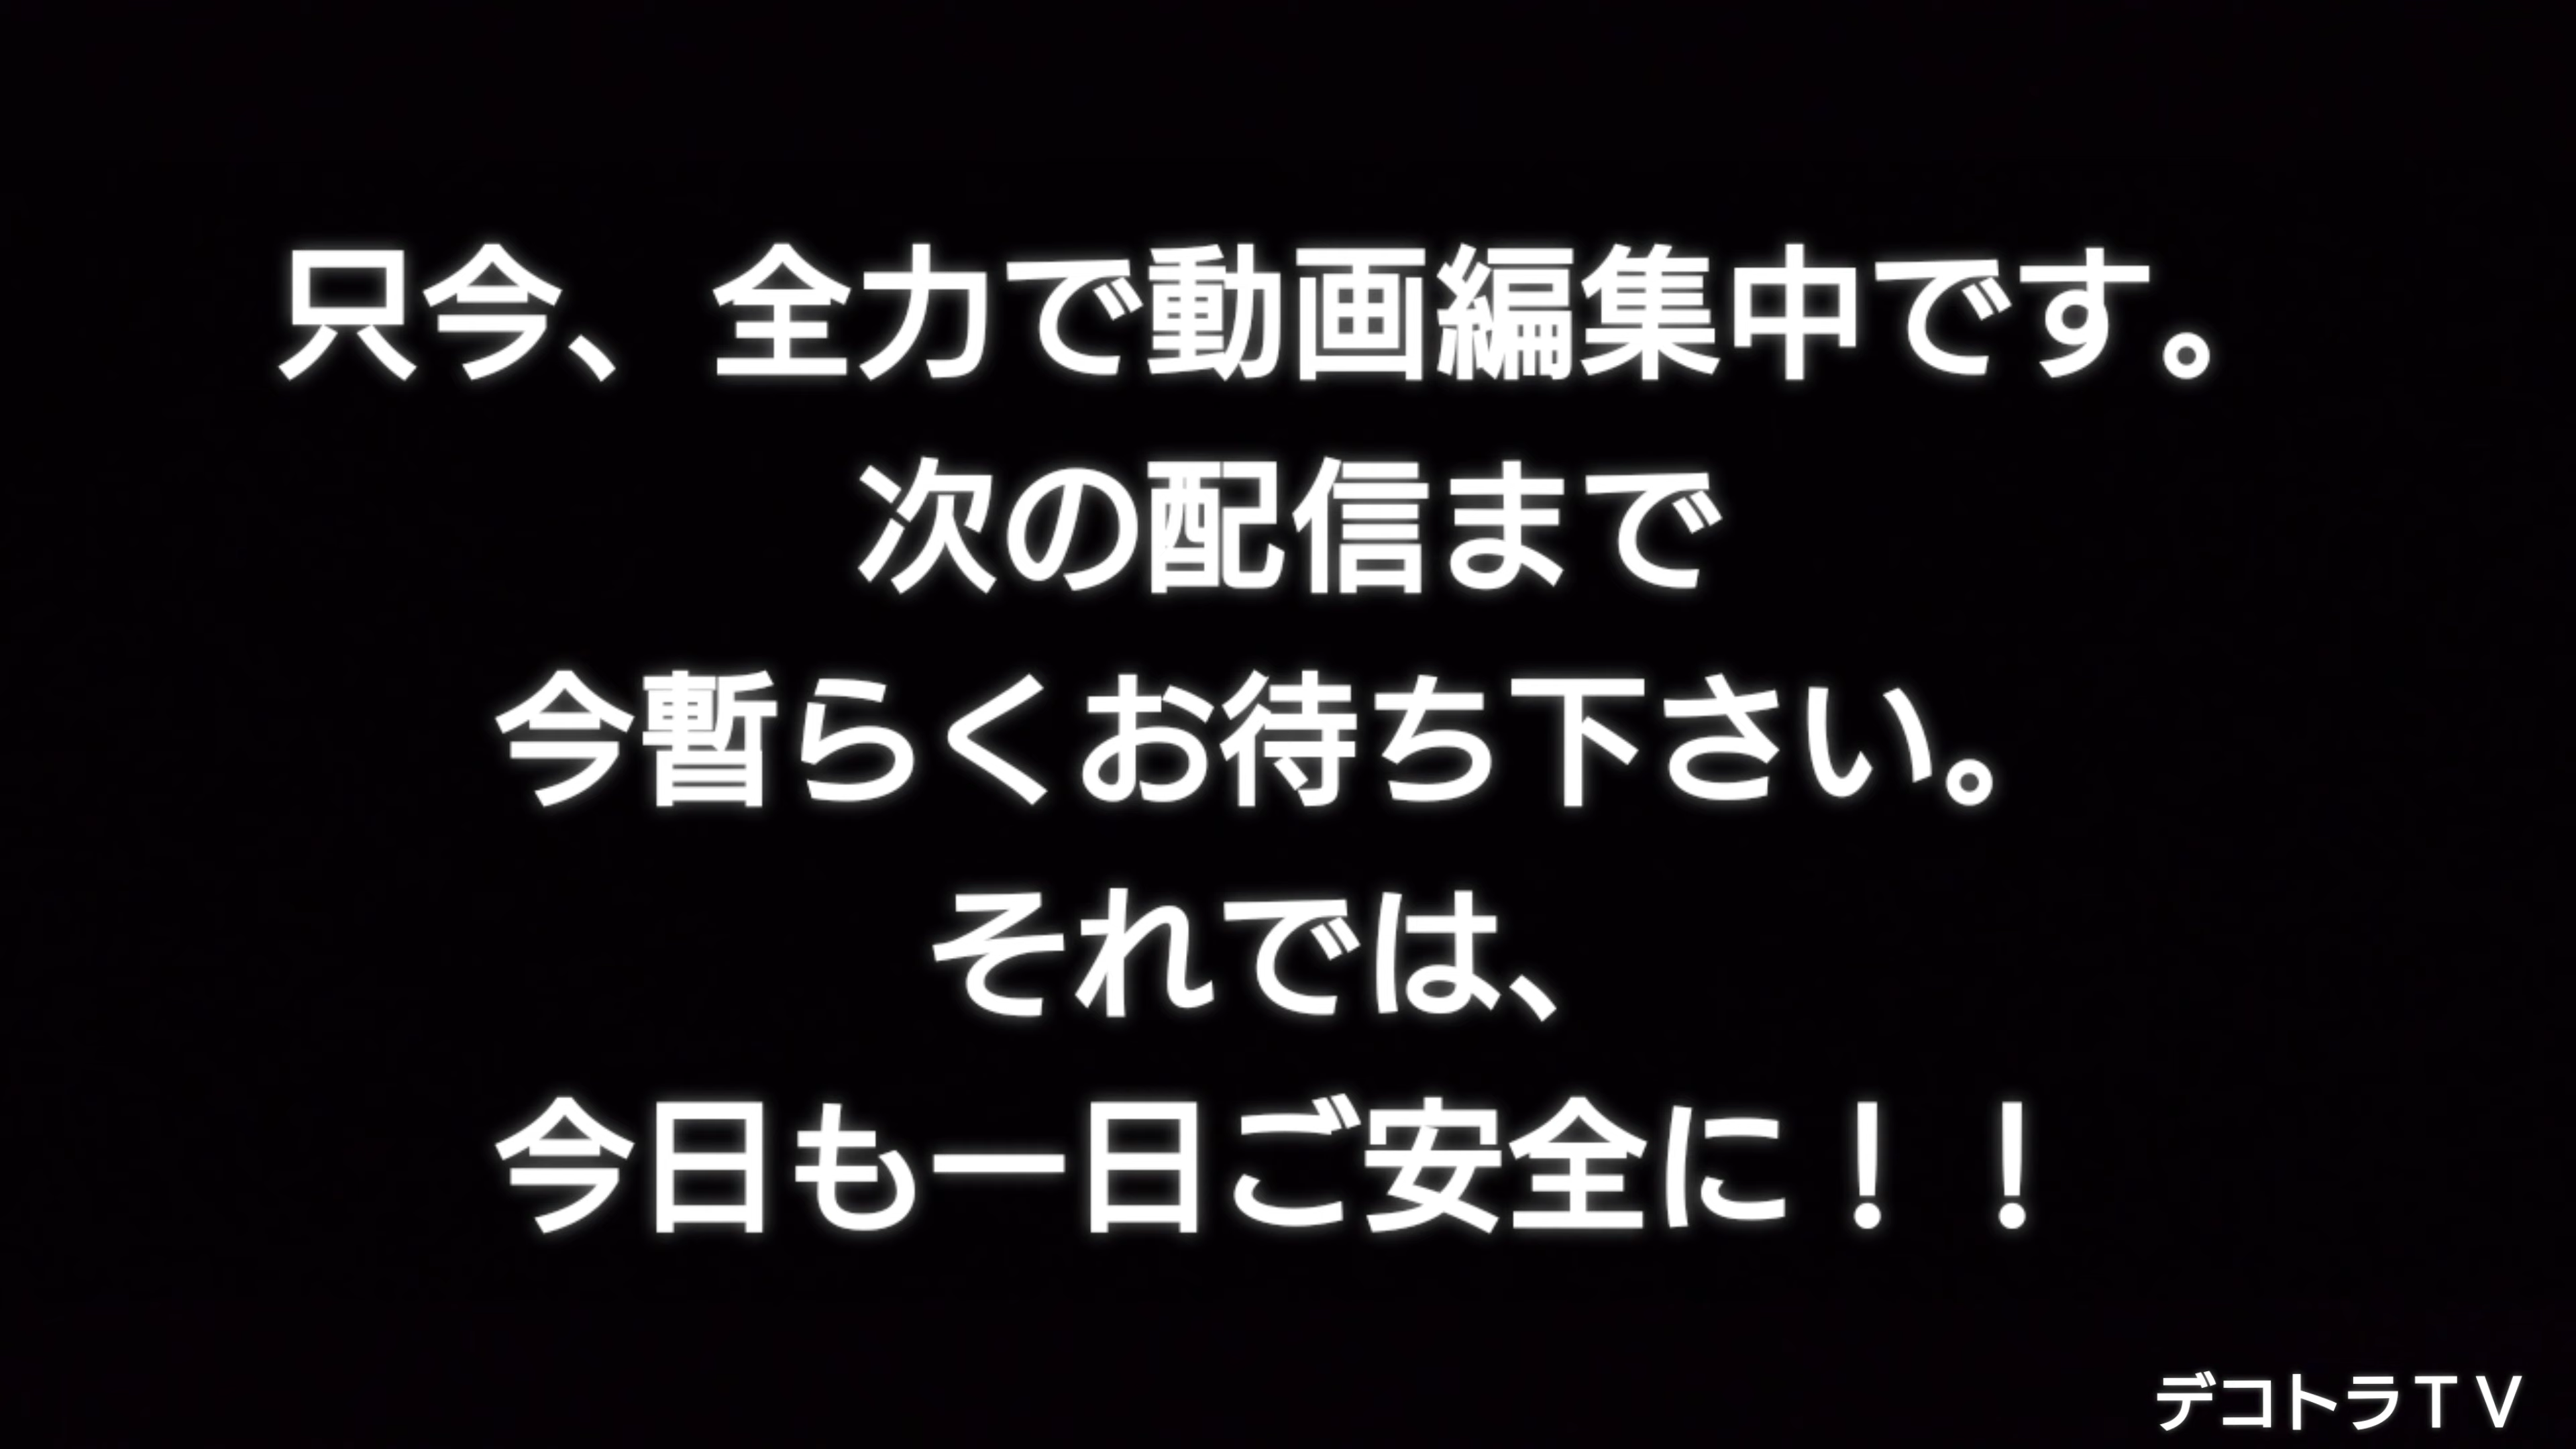 只今、全力で動画編集中です。
次の配信まで
今暫らくお待ち下さい。
それでは、
今日も一日ご安全に！！
デコトラＴＶ